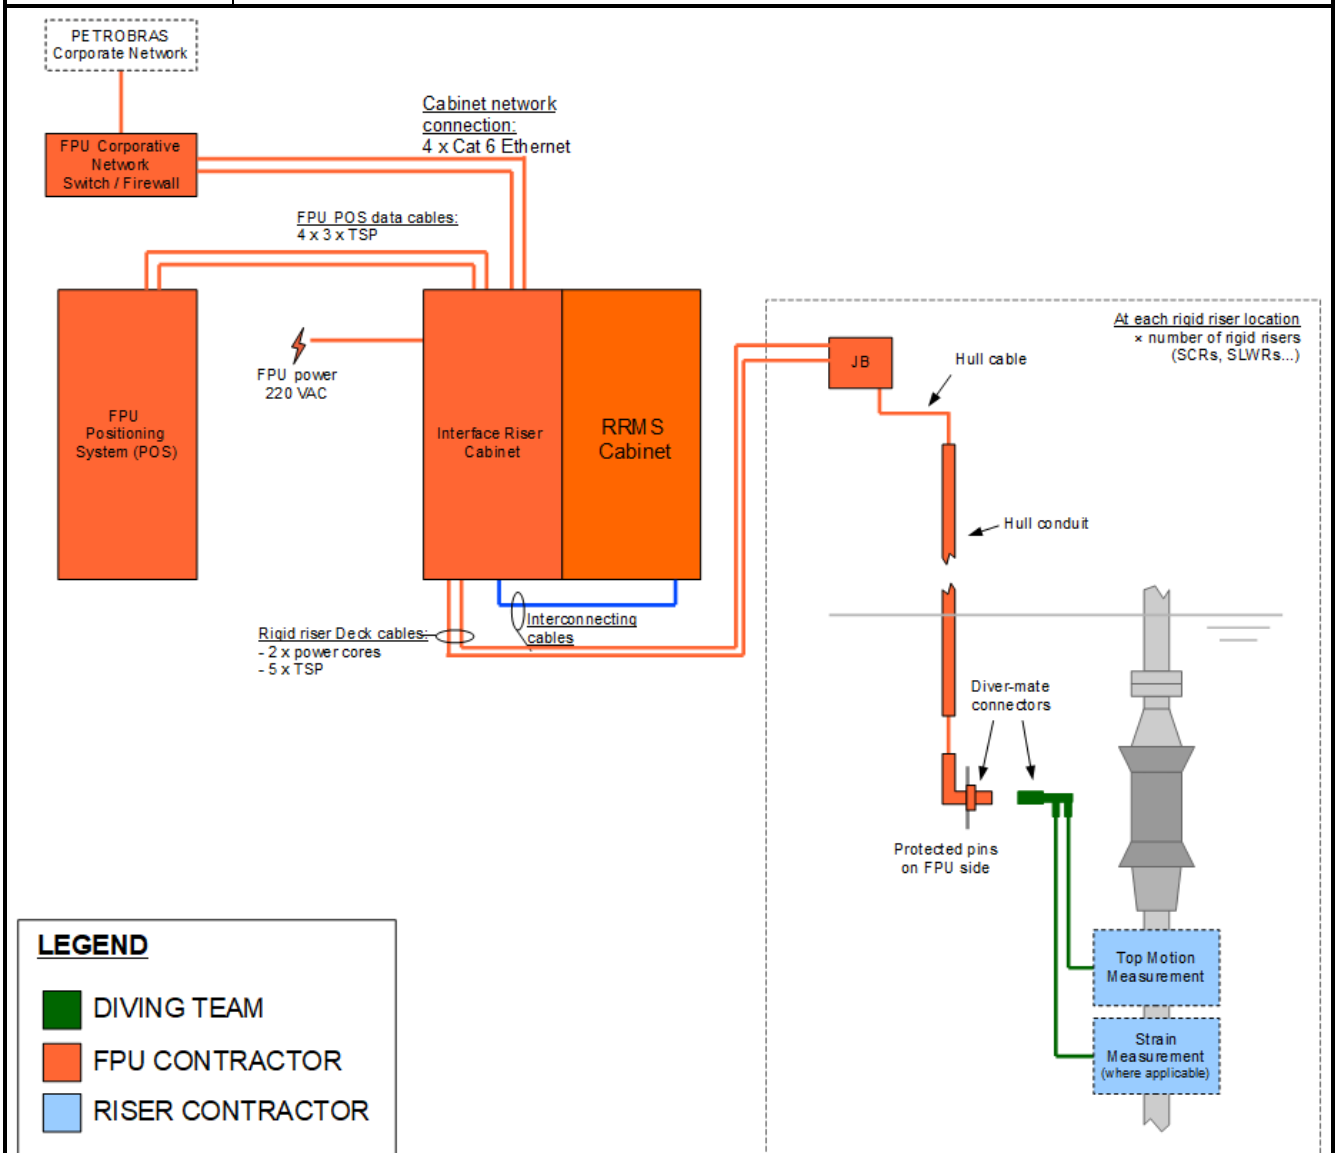 PETROBRAS
Corporate Network
FPU Corporative
Network
Switch / Firewall
Cabinet network
connection:
4 x Cat 6 Ethernet
FPU POS data cables:
4 x 3 x TSP
FPU
Positioning
System (POS)
FPU power
220 VAC
Interface Riser
Cabinet
RRMS
Cabinet
Rigid riser Deck cables:
- 2 x power cores
- 5 x TSP
Interconnecting
cables
At each rigid riser location
× number of rigid risers
(SCRs, SLWRs...)
JB
Hull cable
Hull conduit
Diver-mate
connectors
Protected pins
on FPU side
Top Motion
Measurement
Strain
Measurement
(where applicable)
LEGEND
DIVING TEAM
FPU CONTRACTOR
RISER CONTRACTOR